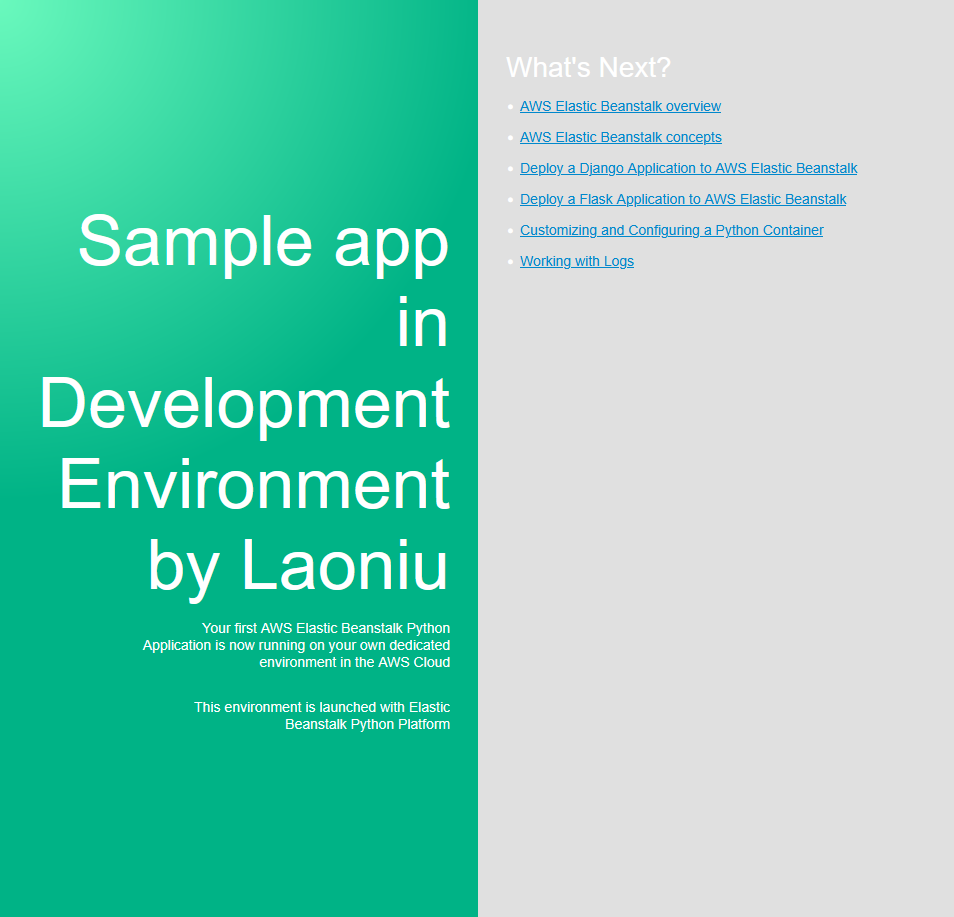 Sample app
in
Development
Environment
by Laoniu
Your first AWS Elastic Beanstalk Python
Application is now running on your own dedicated
environment in the AWS Cloud
This environment is launched with Elastic
Beanstalk Python Platform
What's Next?
AWS Elastic Beanstalk overview
AWS Elastic Beanstalk concepts
Deploy a Django Application to AWS Elastic Beanstalk
Deploy a Flask Application to AWS Elastic Beanstalk
Customizing and Configuring a Python Container
Working with Logs